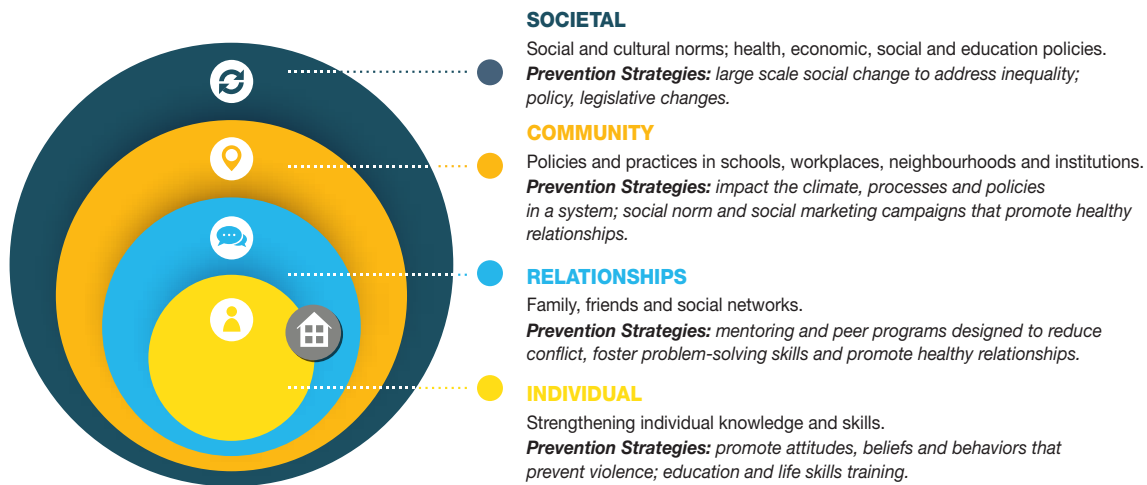 SOCIETAL
Social and cultural norms; health, economic, social and education policies.
Prevention Strategies: large scale social change to address inequality;
policy, legislative changes.
COMMUNITY
Policies and practices in schools, workplaces, neighbourhoods and institutions.
Prevention Strategies: impact the climate, processes and policies
in a system; social norm and social marketing campaigns that promote healthy
relationships.
RELATIONSHIPS
Family, friends and social networks.
Prevention Strategies: mentoring and peer programs designed to reduce
conflict, foster problem-solving skills and promote healthy relationships.
INDIVIDUAL
Strengthening individual knowledge and skills.
Prevention Strategies: promote attitudes, beliefs and behaviors that
prevent violence; education and life skills training.